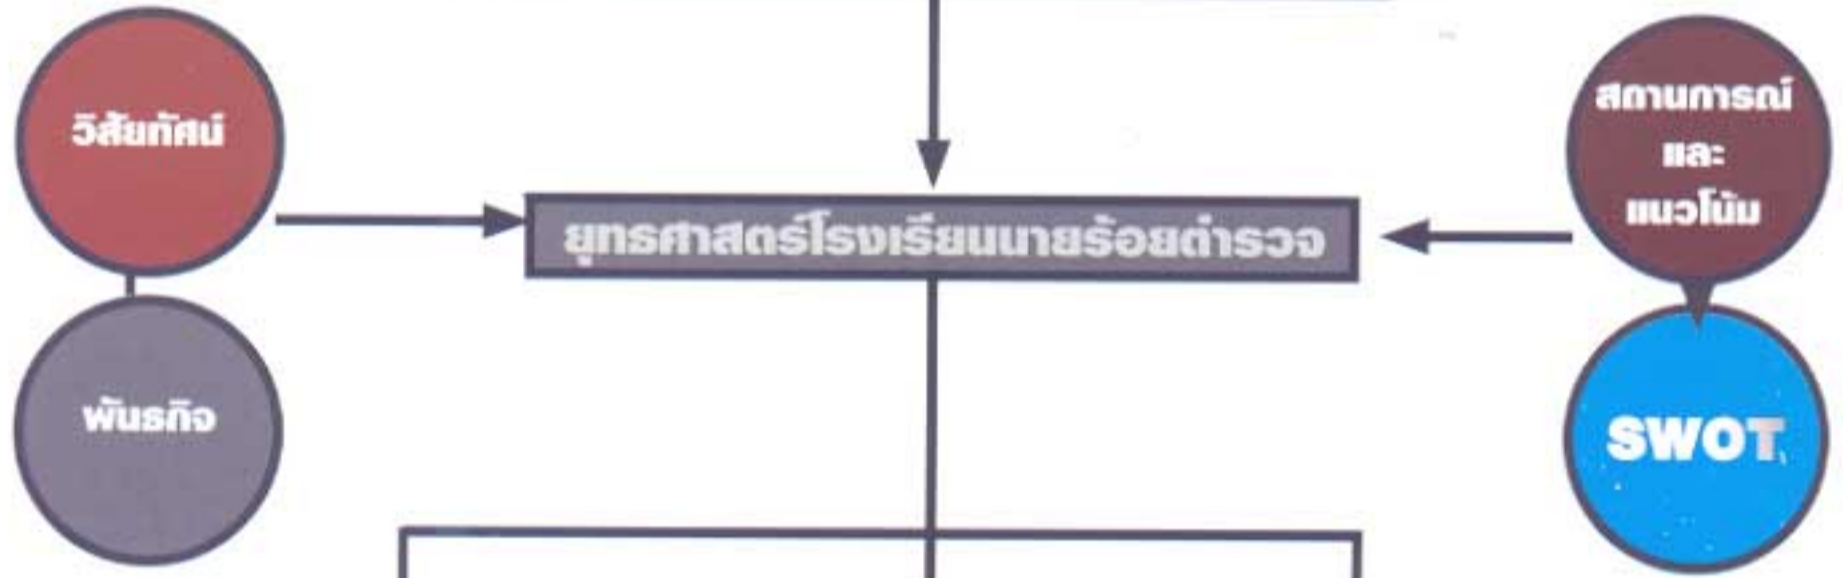 วิสัยทัศน์
สถานการณ์
และ
แนวโน้ม
ยุทธศาสตร์โรงเรียนนายร้อยตำรวจ
พันธกิจ
SWOT